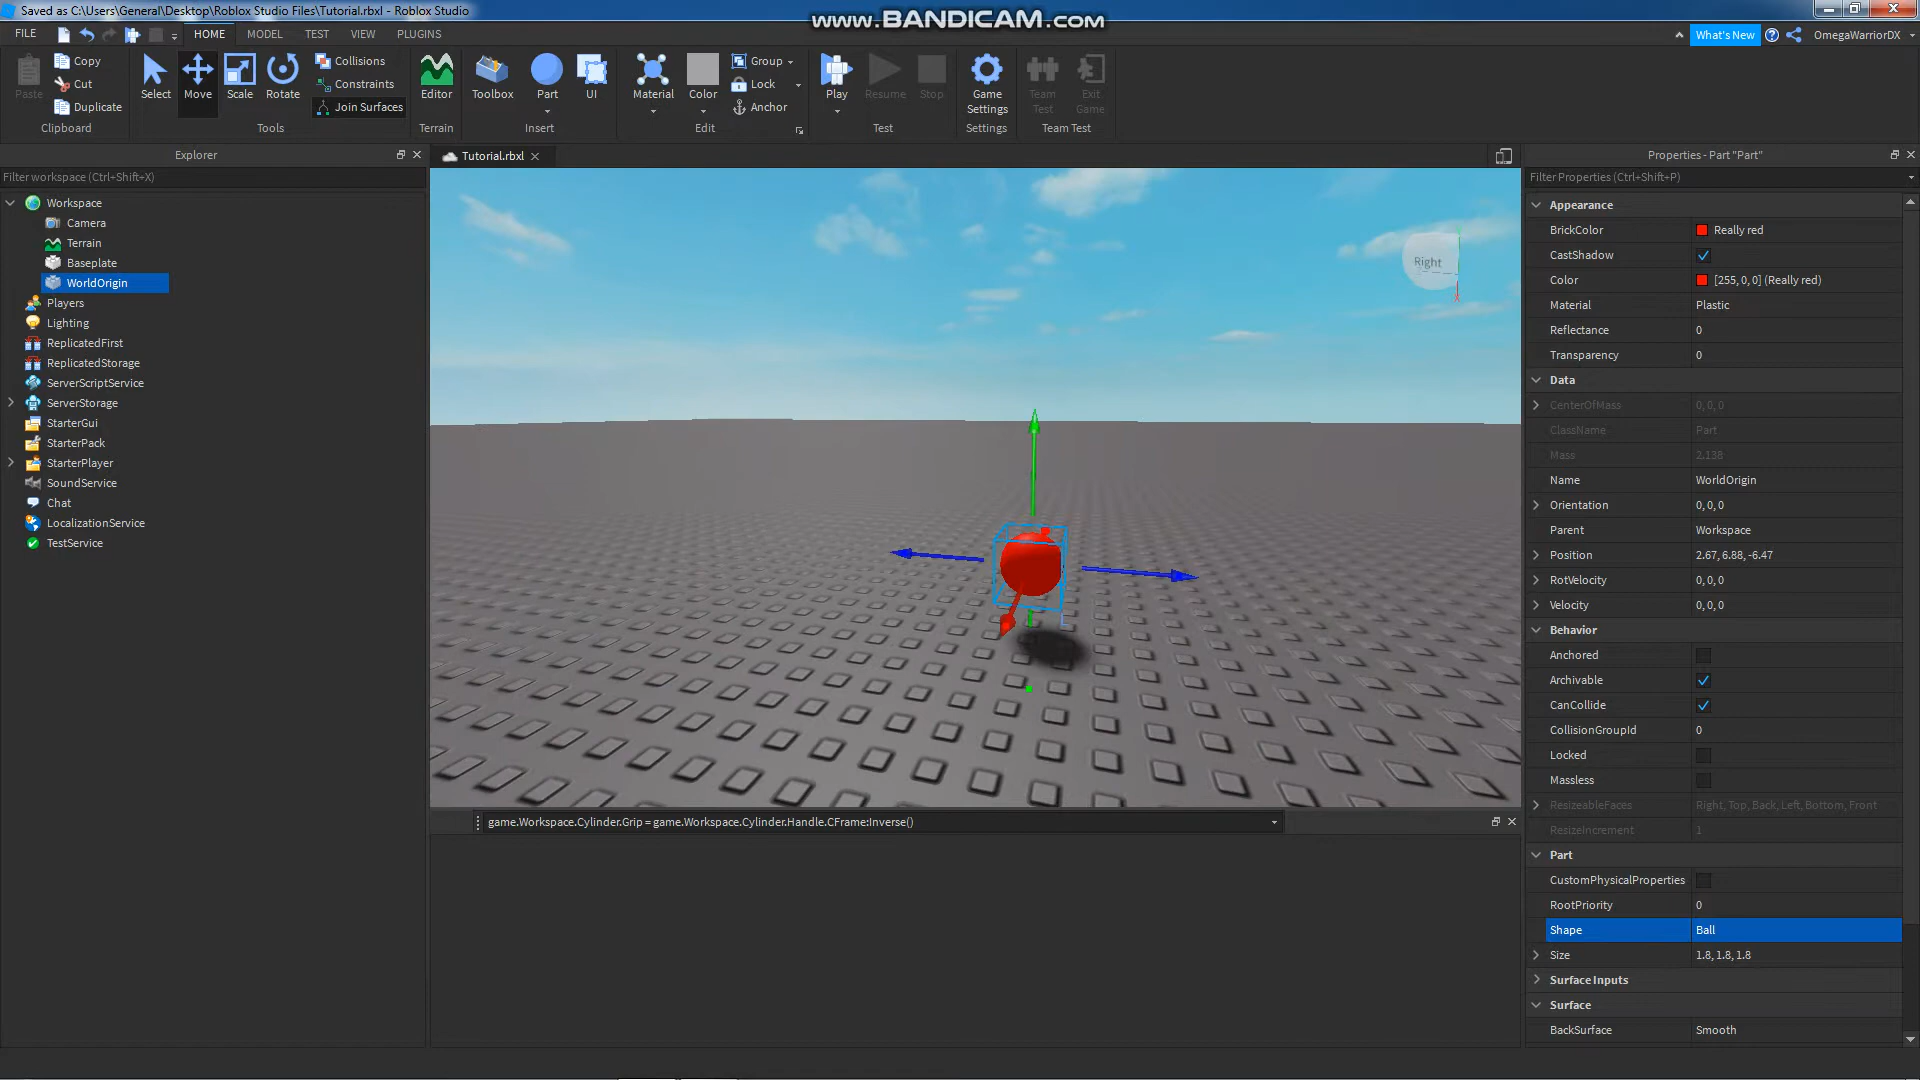 Saved as C:\Users\General\Desktop\Roblox Studio Files\Tutorial.rbxl - Roblox Studio
www.BANDICAM.com
FILE HOME MODEL TEST VIEW PLUGINS
What's New
OmegaWarriorDX
Paste
Copy
Cut
Duplicate
Clipboard
Select
Move
Scale
Rotate
Collisions
Constraints
Join Surfaces
Tools
Editor
Terrain
Toolbox
Part
UI
Insert
Material
Color
Group
Lock
Anchor
Edit
Play
Resume
Stop
Test
Game
Settings
Settings
Team
Test
Exit
Game
Team Test
Explorer
Filter workspace (Ctrl+Shift+X)
Workspace
Camera
Terrain
Baseplate
WorldOrigin
Players
Lighting
ReplicatedFirst
ReplicatedStorage
ServerScriptService
ServerStorage
StarterGui
StarterPack
StarterPlayer
SoundService
Chat
LocalizationService
TestService
Tutorial.rbxl
Right
game.Workspace.Cylinder.Grip = game.Workspace.Cylinder.Handle.CFrame:Inverse()
Properties - Part "Part"
Filter Properties (Ctrl+Shift+P)
Appearance
BrickColor Really red
CastShadow
Color [255, 0, 0] (Really red)
Material Plastic
Reflectance 0
Transparency 0
Data
CenterOfMass 0, 0, 0
ClassName Part
Mass 2.138
Name WorldOrigin
Orientation 0, 0, 0
Parent Workspace
Position 2.67, 6.88, -6.47
RotVelocity 0, 0, 0
Velocity 0, 0, 0
Behavior
Anchored
Archivable
CanCollide
CollisionGroupId 0
Locked
Massless
ResizeableFaces Right, Top, Back, Left, Bottom, Front
ResizeIncrement 1
Part
CustomPhysicalProperties
RootPriority 0
Shape Ball
Size 1.8, 1.8, 1.8
Surface Inputs
Surface
BackSurface Smooth